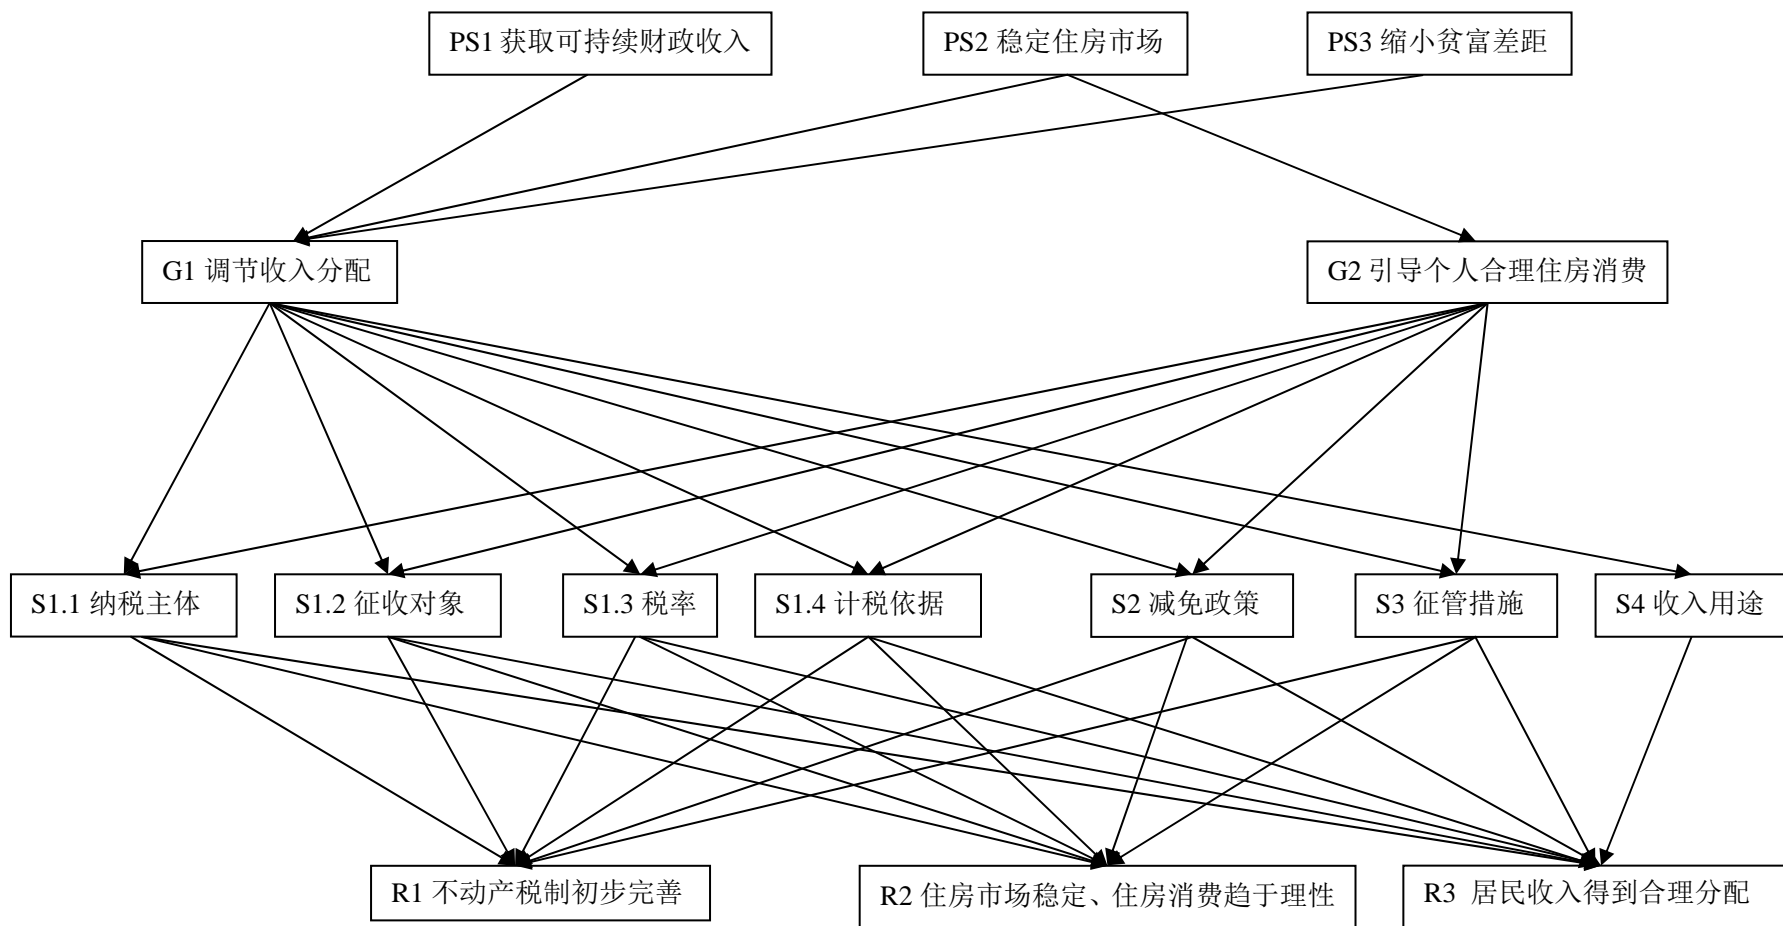 PS1 获取可持续财政收入
PS2 稳定住房市场
PS3 缩小贫富差距
G1 调节收入分配
G2 引导个人合理住房消费
S1.1 纳税主体
S1.2 征收对象
S1.3 税率
S1.4 计税依据
S2 减免政策
S3 征管措施
S4 收入用途
R1 不动产税制初步完善
R2 住房市场稳定、住房消费趋于理性
R3 居民收入得到合理分配